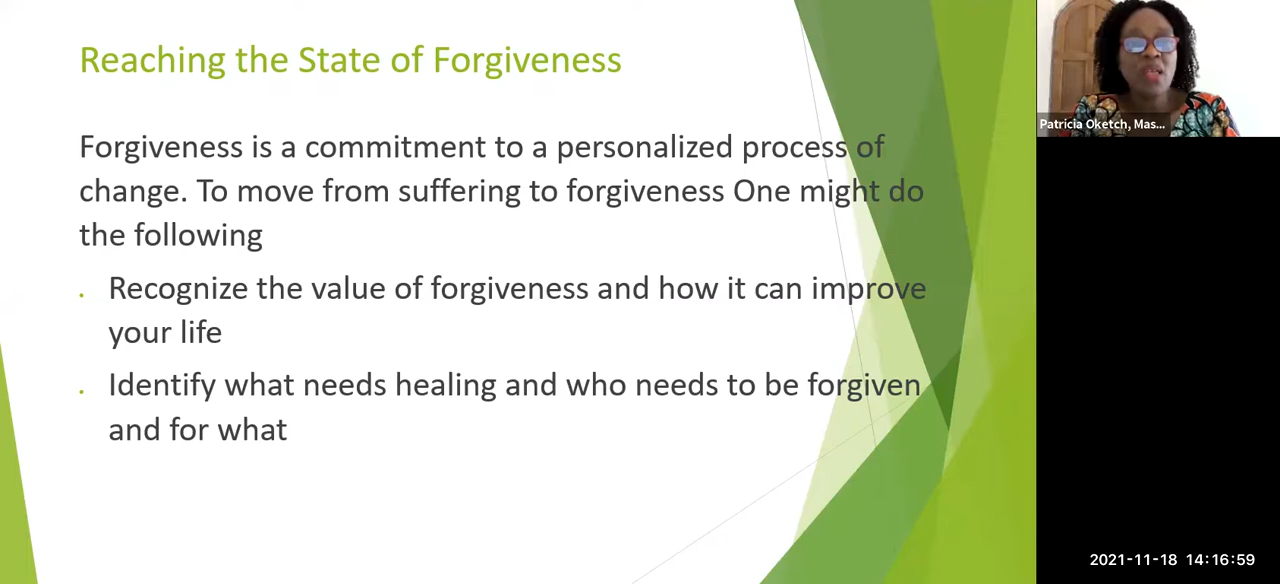 Reaching the State of Forgiveness
Forgiveness is a commitment to a personalized process of
change. To move from suffering to forgiveness One might do
the following
. Recognize the value of forgiveness and how it can improve
your life
. Identify what needs healing and who needs to be forgiven
and for what
Patricia Oketch, Mas...
2021-11-18 14:16:59